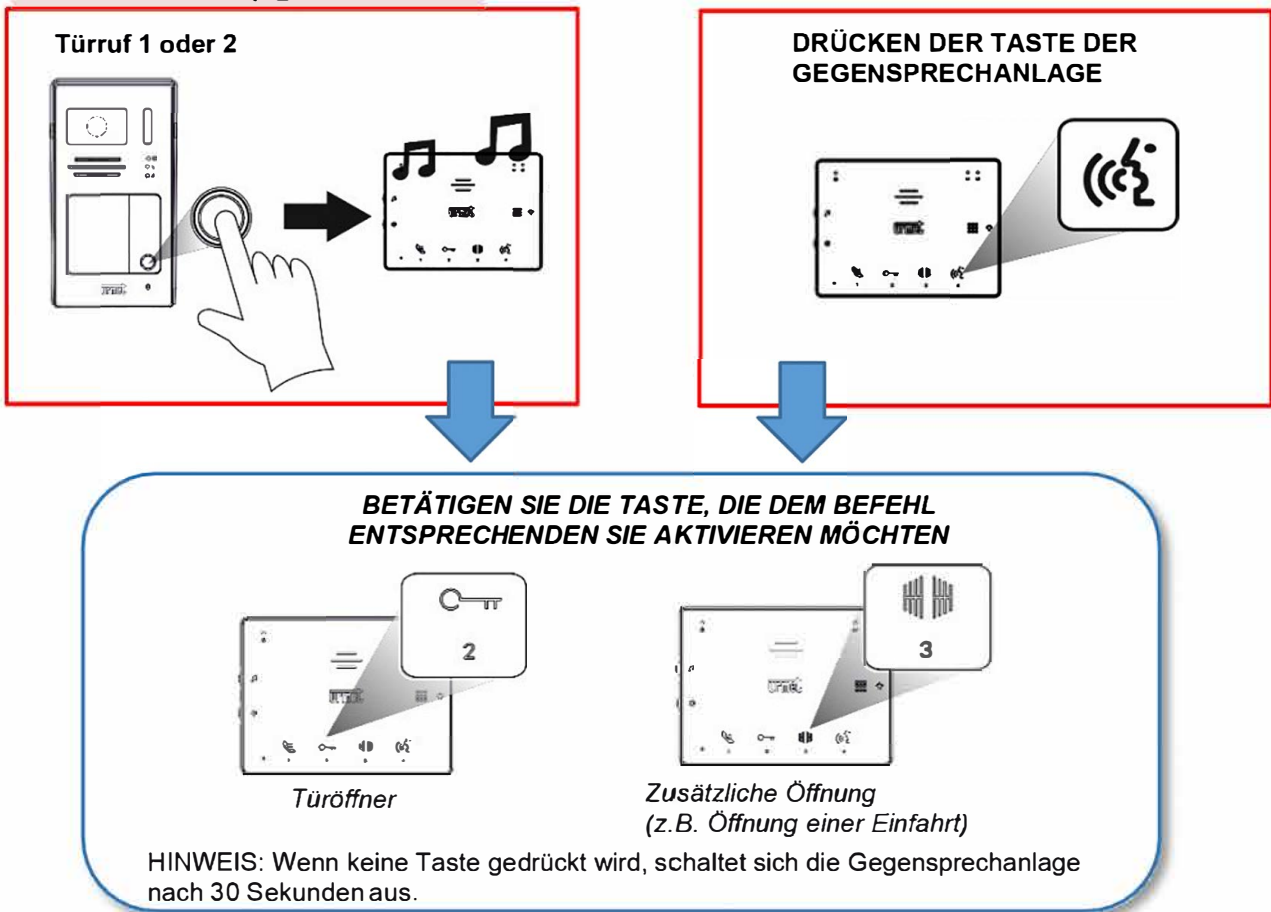 Türruf 1 oder 2
DRÜCKEN DER TASTE DER
GEGENSPRECHANLAGE
BETÄTIGEN SIE DIE TASTE, DIE DEM BEFEHL
ENTSPRECHENDEN SIE AKTIVIEREN MÖCHTEN
2
3
Türöffner
Zusätzliche Öffnung
(z.B. Öffnung einer Einfahrt)
HINWEIS: Wenn keine Taste gedrückt wird, schaltet sich die Gegensprechanlage
nach 30 Sekunden aus.